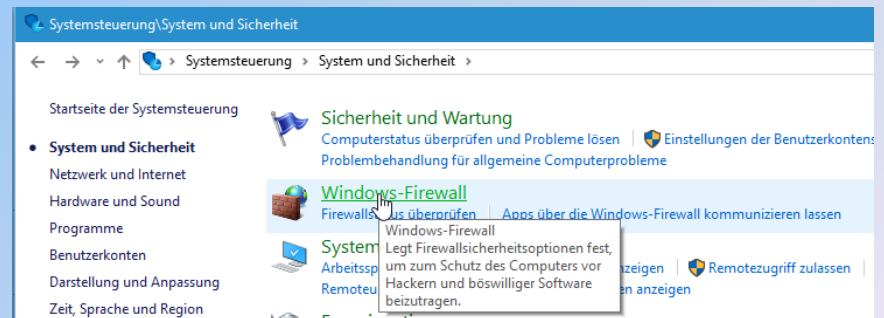 Systemsteuerung\System und Sicherheit
Systemsteuerung > System und Sicherheit >
Startseite der Systemsteuerung
System und Sicherheit
Netzwerk und Internet
Hardware und Sound
Programme
Benutzerkonten
Darstellung und Anpassung
Zeit, Sprache und Region
Sicherheit und Wartung
Computerstatus überprüfen und Probleme lösen | Einstellungen der Benutzerkontens
Problembehandlung für allgemeine Computerprobleme
Windows-Firewall
überprüfen | Apps über die Windows-Firewall kommunizieren lassen
Windows-Firewall
Legt Firewallsicherheitsoptionen fest,
um zum Schutz des Computers vor
Hackern und böswilliger Software
beizutragen.
System
Arbeitssp
nzeigen | Remotezugriff zulassen |
Remoteu
en anzeigen